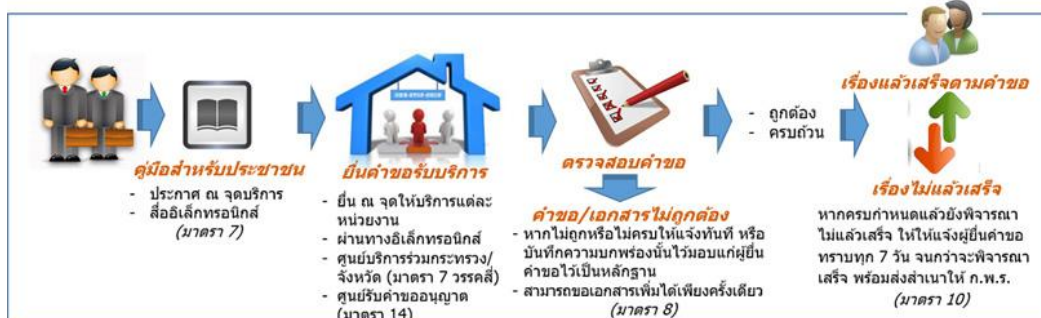 คู่มือสำหรับประชาชน
- ประกาศ ณ จุดบริการ
- สื่ออิเล็กทรอนิกส์
(มาตรา 7)
ยื่นคำขอรับบริการ
- ยื่น ณ จุดให้บริการแต่ละ
หน่วยงาน
- ผ่านทางอิเล็กทรอนิกส์
- ศูนย์บริการร่วมกระทรวง/
จังหวัด (มาตรา 7 วรรคสี่)
- ศูนย์รับคำขออนุญาต
(มาตรา 14)
ตรวจสอบคำขอ
คำขอ/เอกสารไม่ถูกต้อง
- หากไม่ถูกหรือไม่ครบให้แจ้งทันที หรือ
บันทึกความบกพร่องนั้นไว้มอบแก่ผู้ยื่น
คำขอไว้เป็นหลักฐาน
- สามารถขอเอกสารเพิ่มได้เพียงครั้งเดียว
(มาตรา 8)
- ถูกต้อง
- ครบถ้วน
เรื่องแล้วเสร็จตามคำขอ
เรื่องไม่แล้วเสร็จ
หากครบกำหนดแล้วยังพิจารณา
ไม่แล้วเสร็จ ให้ให้แจ้งผู้ยื่นคำขอ
ทราบทุก 7 วัน จนกว่าจะพิจารณา
เสร็จ พร้อมส่งสำเนาให้ ก.พ.ร.
(มาตรา 10)